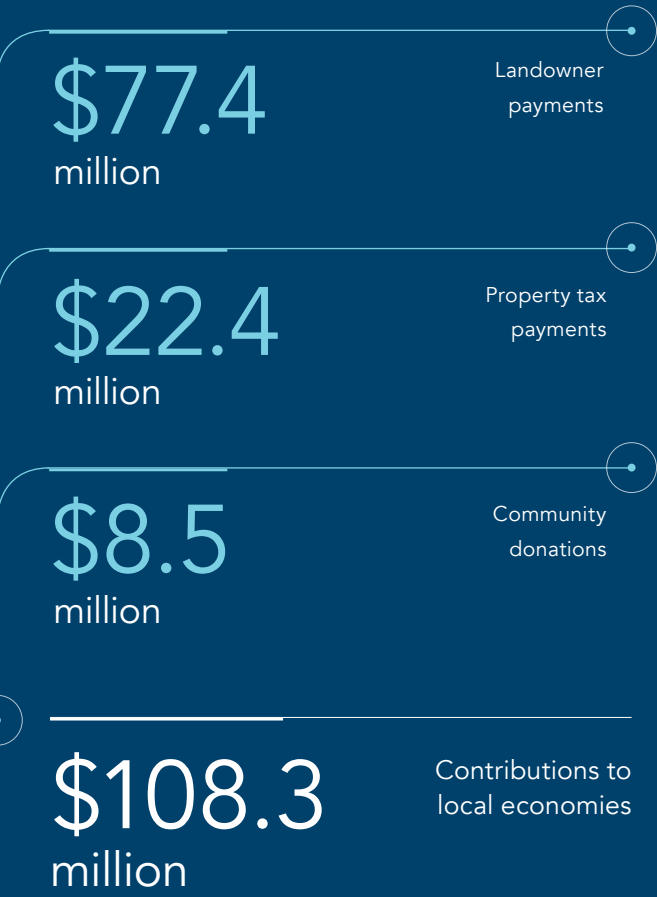 $77.4
million
Landowner
payments
$22.4
million
Property tax
payments
$8.5
million
Community
donations
$108.3
million
Contributions to
local economies